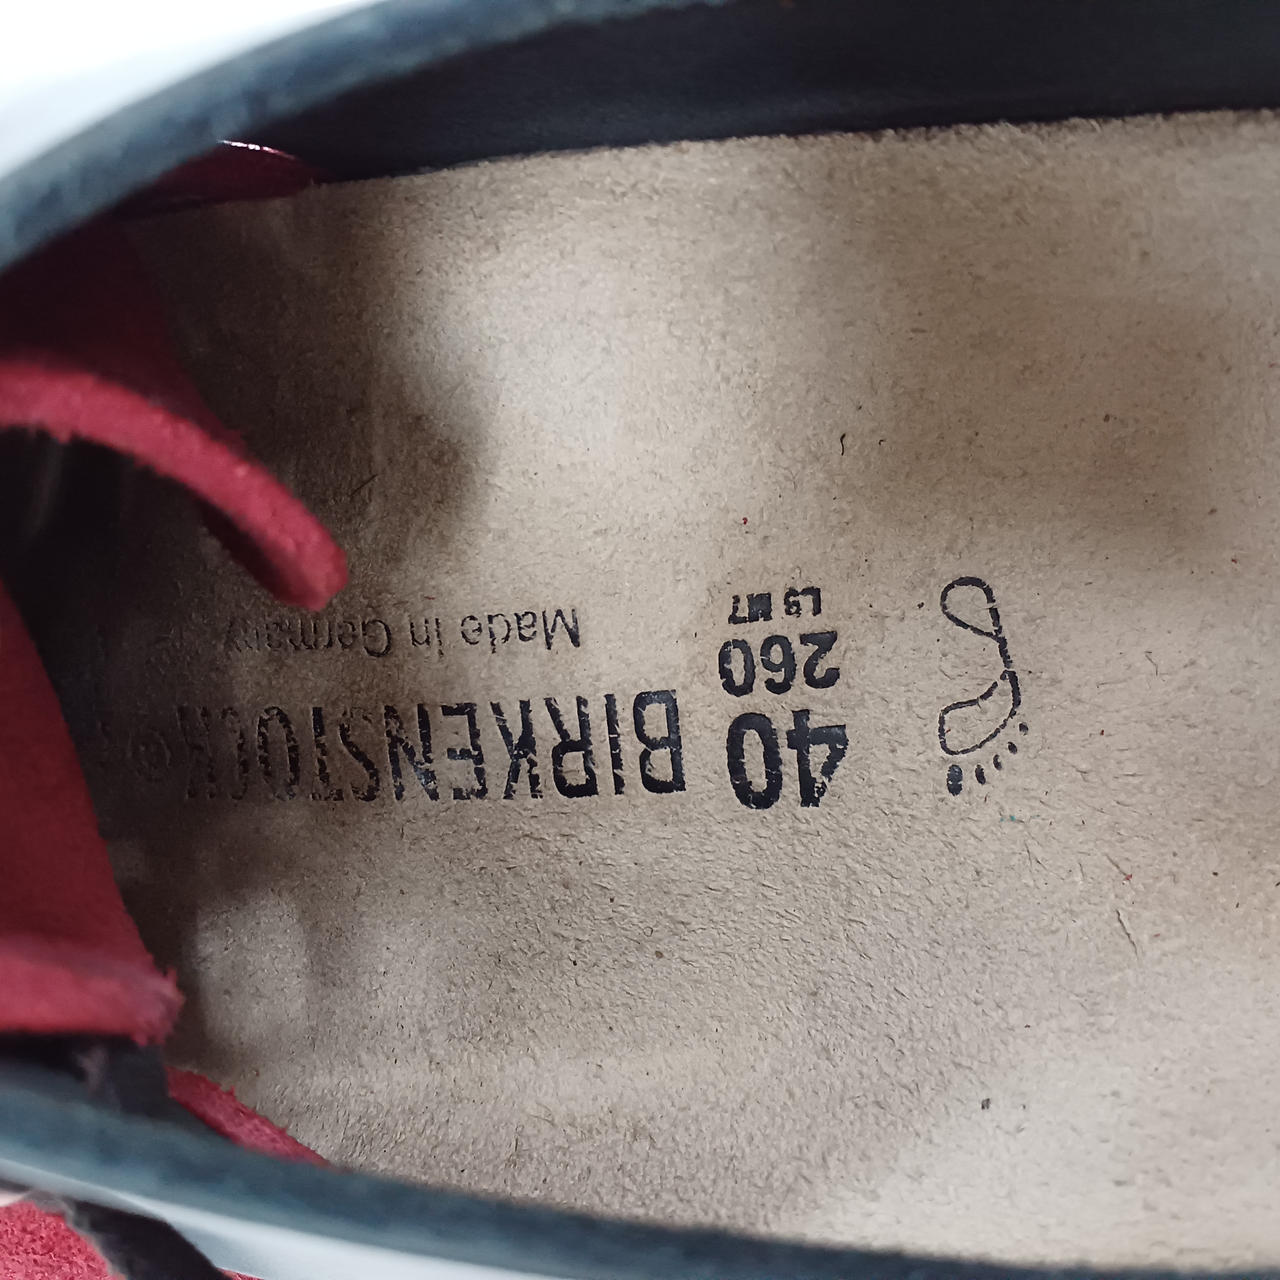 40 BIRKENSTOCK®
260
L9 M7
Made in Germany